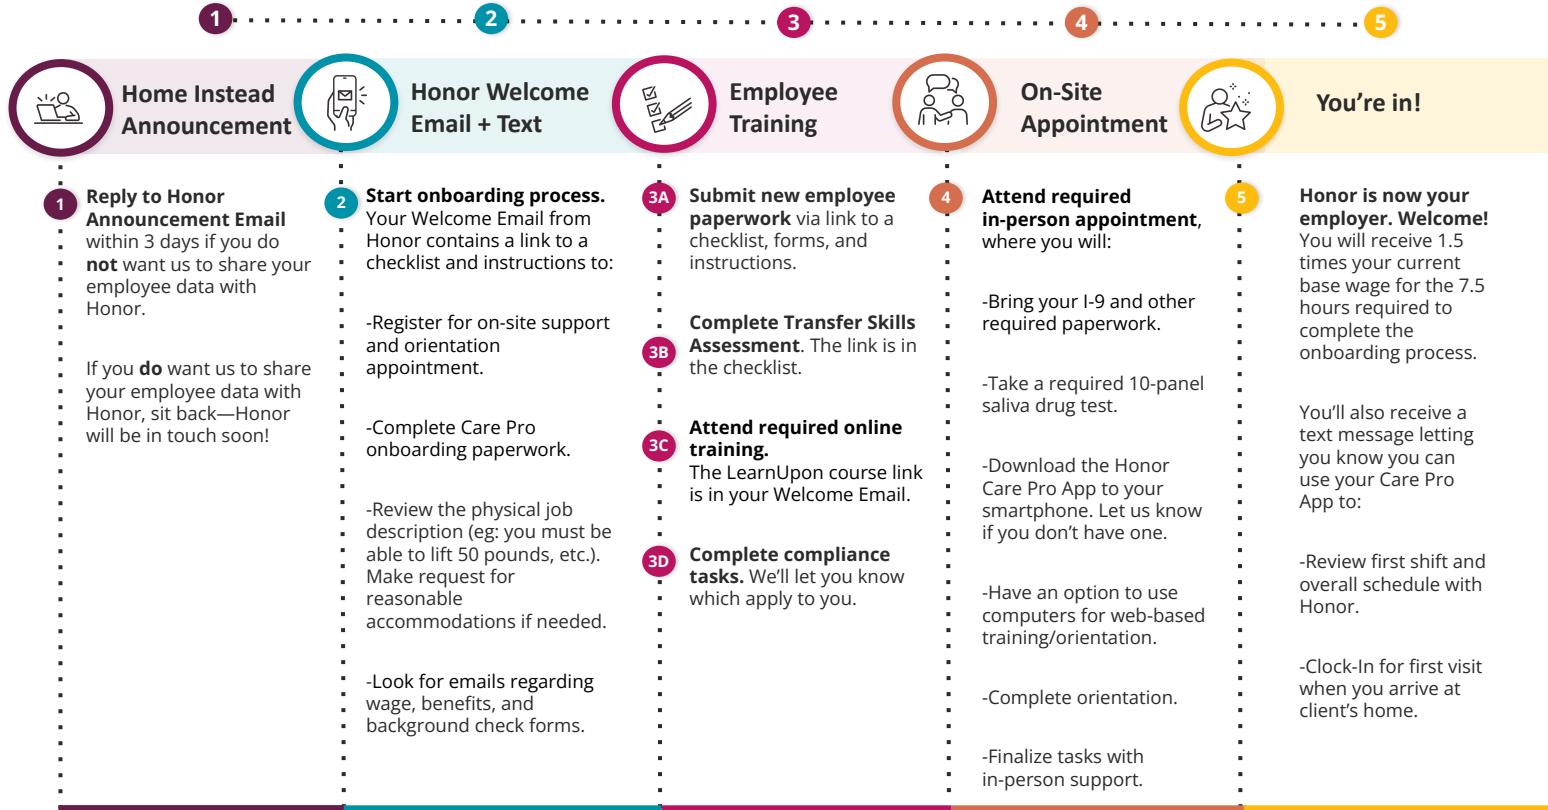 1
2
3
4
5
Home Instead
Announcement
Honor Welcome
Email + Text
Employee
Training
On-Site
Appointment
You’re in!
1
Reply to Honor
Announcement Email
within 3 days if you do
not want us to share your
employee data with
Honor.
If you do want us to share
your employee data with
Honor, sit back—Honor
will be in touch soon!
2
Start onboarding process.
Your Welcome Email from
Honor contains a link to a
checklist and instructions to:
-Register for on-site support
and orientation
appointment.
-Complete Care Pro
onboarding paperwork.
-Review the physical job
description (eg: you must be
able to lift 50 pounds, etc.).
Make request for
reasonable
accommodations if needed.
-Look for emails regarding
wage, benefits, and
background check forms.
3A
Submit new employee
paperwork via link to a
checklist, forms, and
instructions.
3B
Complete Transfer Skills
Assessment. The link is in
the checklist.
3C
Attend required online
training.
The LearnUpon course link
is in your Welcome Email.
3D
Complete compliance
tasks. We’ll let you know
which apply to you.
4
Attend required
in-person appointment,
where you will:
-Bring your I-9 and other
required paperwork.
-Take a required 10-panel
saliva drug test.
-Download the Honor
Care Pro App to your
smartphone. Let us know
if you don’t have one.
-Have an option to use
computers for web-based
training/orientation.
-Complete orientation.
-Finalize tasks with
in-person support.
5
Honor is now your
employer. Welcome!
You will receive 1.5
times your current
base wage for the 7.5
hours required to
complete the
onboarding process.
You’ll also receive a
text message letting
you know you can
use your Care Pro
App to:
-Review first shift and
overall schedule with
Honor.
-Clock-In for first visit
when you arrive at
client’s home.